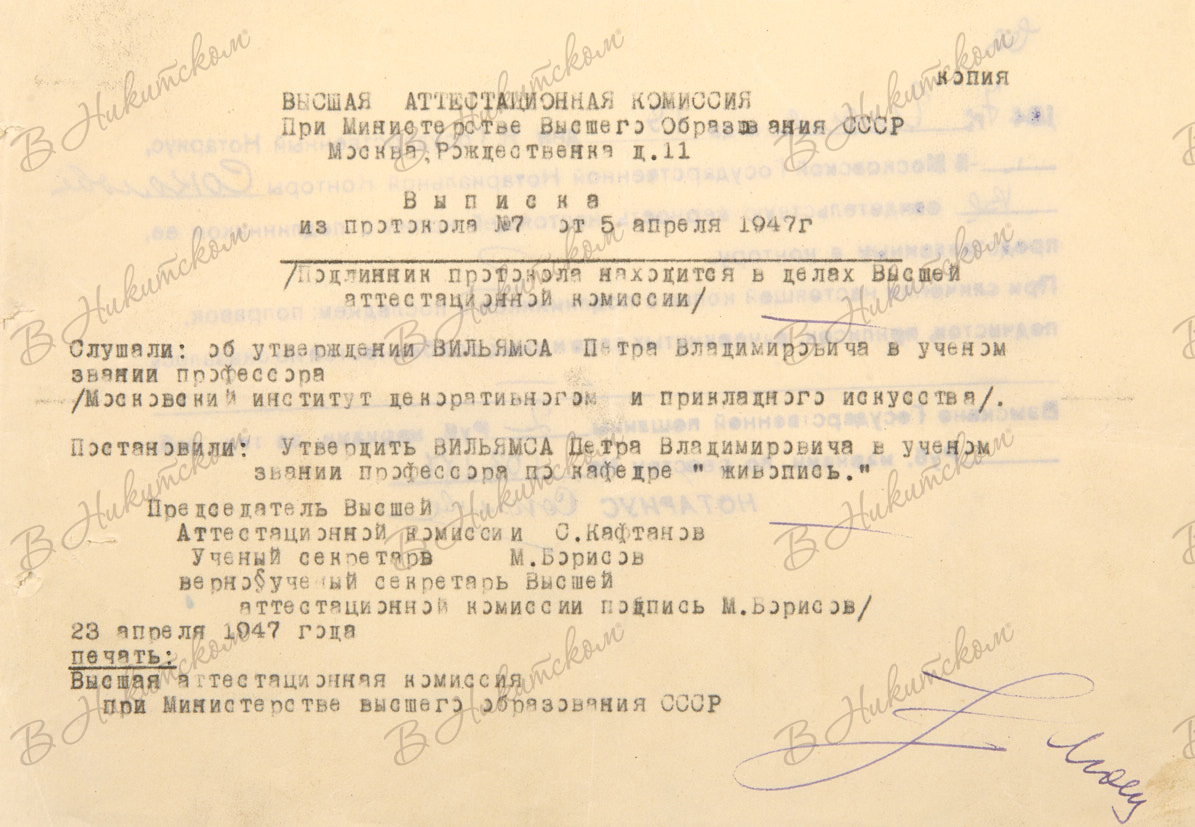 копия
ВЫСШАЯ АТТЕСТАЦИОННАЯ КОМИССИЯ
При Министерстве Высшего Образования СССР
Москва,Рождественка д.11
Выписка
из протокола №7 от 5 апреля 1947г
/Подлинник протокола находится в делах Высшей
аттестационной комиссии/
Слушали: об утверждении ВИЛЬЯМСА Петра Владимировича в ученом
звании профессора
/Московский институт декоративногом и прикладного искусства/.
Постановили: Утвердить ВИЛЬЯМСА Петра Владимировича в ученом
звании профессора по кафедре " живопись."
Председатель Высшей
Аттестационной комиссии С.Кафтанов
Ученый секретарв М.Борисов
верно ученый секретарь Высшей
аттестационной комиссии подпись М.Борисов/
23 апреля 1947 года
печать:
Высшая аттестационная комиссия
при Министерстве высшего образования СССР
В Никитском